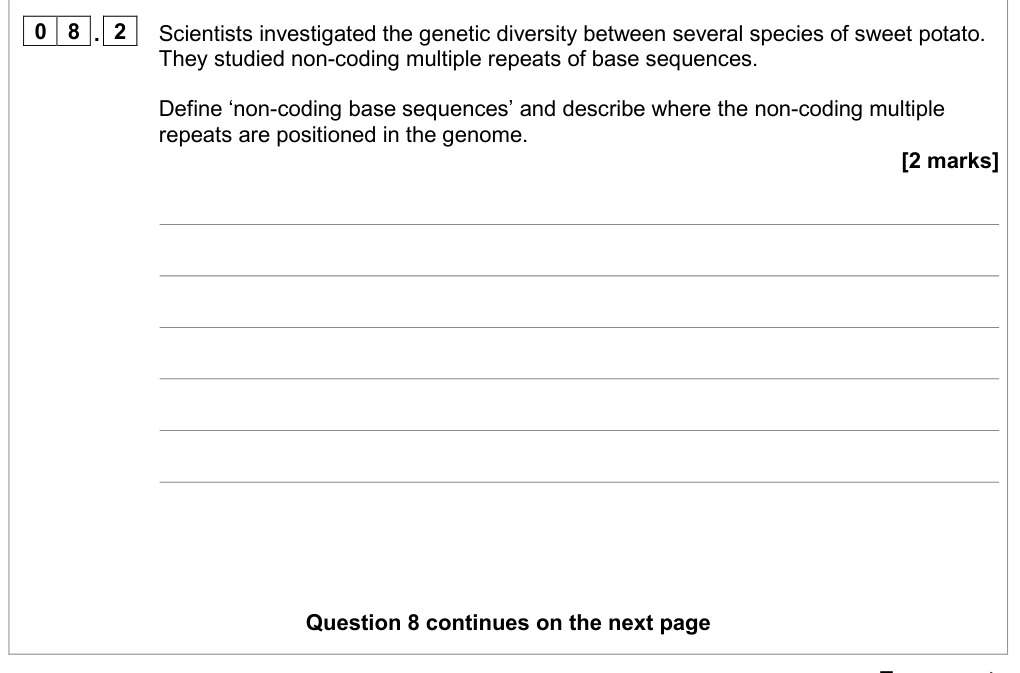 0 8 . 2 Scientists investigated the genetic diversity between several species of sweet potato.
They studied non-coding multiple repeats of base sequences.
Define ‘non-coding base sequences’ and describe where the non-coding multiple
repeats are positioned in the genome.
[2 marks]
Question 8 continues on the next page